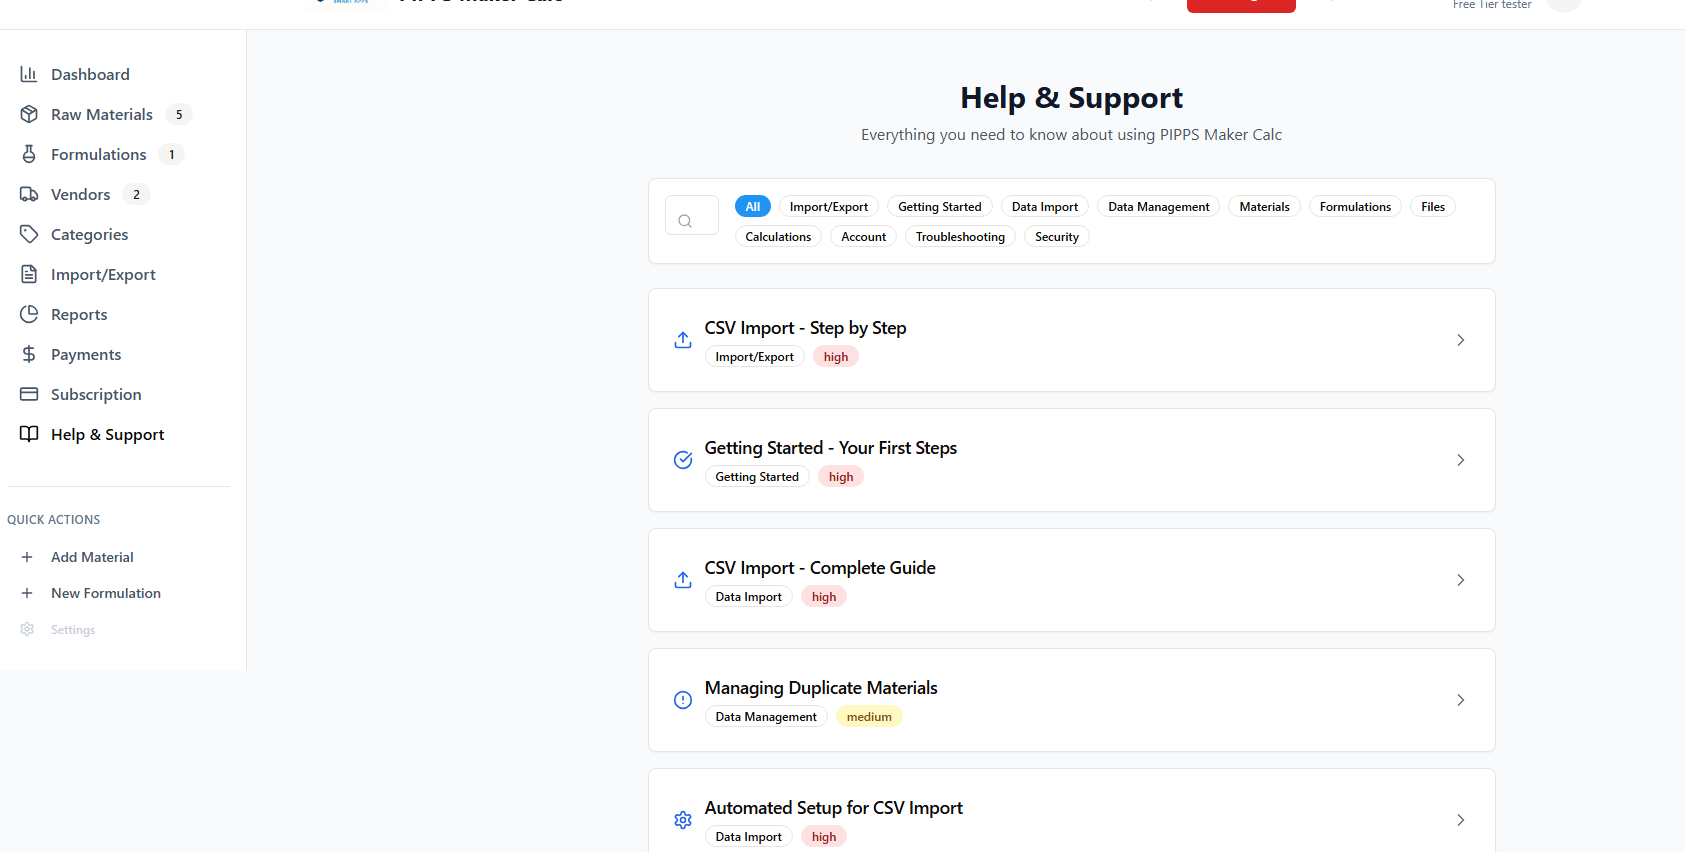 Free Tier tester
Dashboard
Raw Materials 5
Formulations 1
Vendors 2
Categories
Import/Export
Reports
Payments
Subscription
Help & Support
QUICK ACTIONS
Add Material
New Formulation
Settings
Help & Support
Everything you need to know about using PIPPS Maker Calc
All Import/Export Getting Started Data Import Data Management Materials Formulations Files
Calculations Account Troubleshooting Security
CSV Import - Step by Step
Import/Export high
Getting Started - Your First Steps
Getting Started high
CSV Import - Complete Guide
Data Import high
Managing Duplicate Materials
Data Management medium
Automated Setup for CSV Import
Data Import high